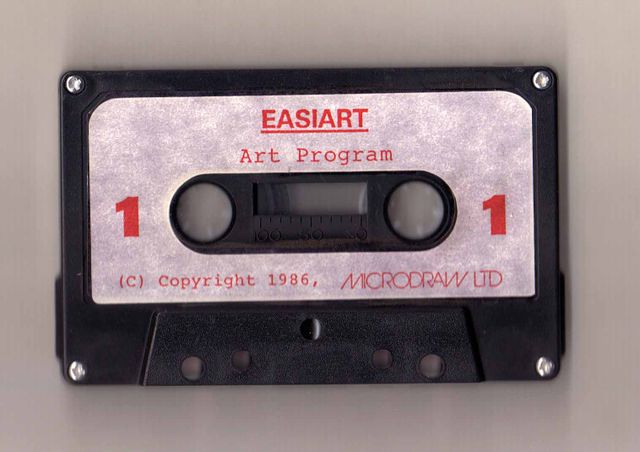 EASIART
Art Program
1 1
(C) Copyright 1986, MICRODRAW LTD
100 50 0